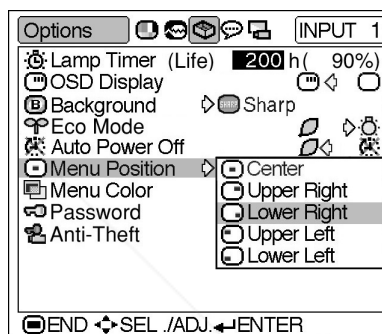 Options INPUT 1
Lamp Timer (Life) 200 h( 90%)
OSD Display
B Background SHARP Sharp
Eco Mode
Auto Power Off
Menu Position Center
Upper Right
Menu Color
Lower Right
Password
Upper Left
Anti-Theft
Lower Left
END SEL ./ADJ. ENTER